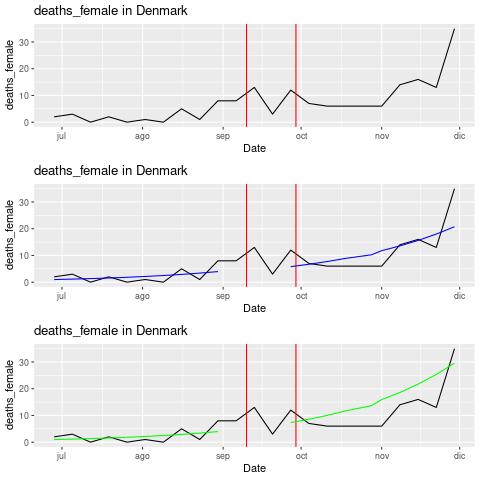 deaths_female in Denmark
deaths_female
30
20
10
0
jul ago sep oct nov dic
Date
deaths_female in Denmark
deaths_female
30
20
10
0
jul ago sep oct nov dic
Date
deaths_female in Denmark
deaths_female
30
20
10
0
jul ago sep oct nov dic
Date